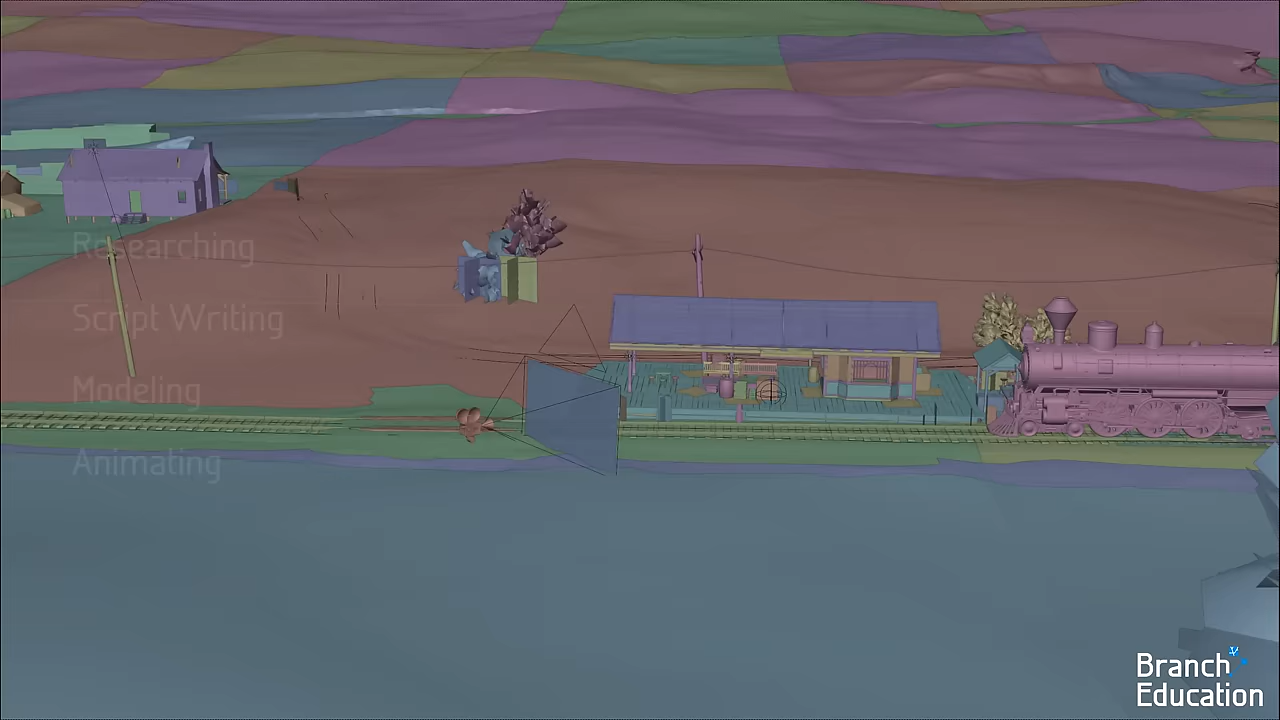 Researching
Script Writing
Modeling
Animating
Branch
Education